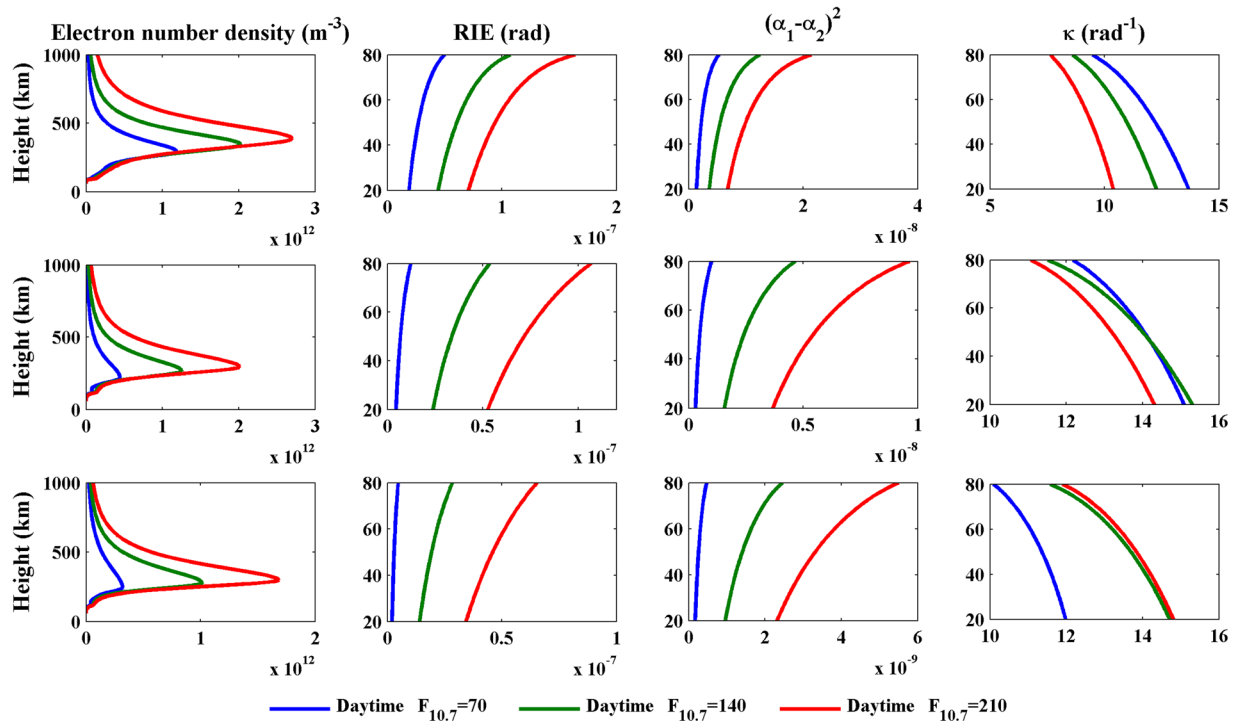 Electron number density (m⁻³)
RIE (rad)
(α₁-α₂)²
κ (rad⁻¹)
Height (km)
1000
500
0
0 1 2 3
x 10¹²
80
60
40
20
0 1 2
x 10⁻⁷
80
60
40
20
0 2 4
x 10⁻⁸
80
60
40
20
5 10 15
Height (km)
1000
500
0
0 1 2 3
x 10¹²
80
60
40
20
0 0.5 1
x 10⁻⁷
80
60
40
20
0 0.5 1
x 10⁻⁸
80
60
40
20
10 12 14 16
Height (km)
1000
500
0
0 1 2
x 10¹²
80
60
40
20
0 0.5 1
x 10⁻⁷
80
60
40
20
0 2 4 6
x 10⁻⁹
80
60
40
20
10 12 14 16
Daytime F₁₀.₇=70 Daytime F₁₀.₇=140 Daytime F₁₀.₇=210